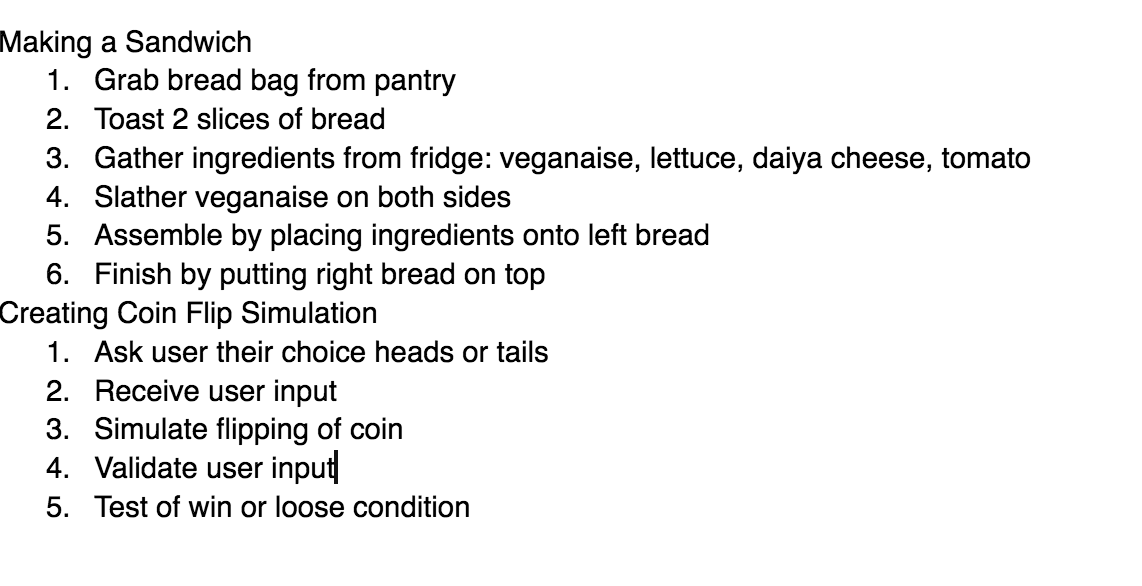 Making a Sandwich
1. Grab bread bag from pantry
2. Toast 2 slices of bread
3. Gather ingredients from fridge: veganaise, lettuce, daiya cheese, tomato
4. Slather veganaise on both sides
5. Assemble by placing ingredients onto left bread
6. Finish by putting right bread on top
Creating Coin Flip Simulation
1. Ask user their choice heads or tails
2. Receive user input
3. Simulate flipping of coin
4. Validate user input
5. Test of win or loose condition